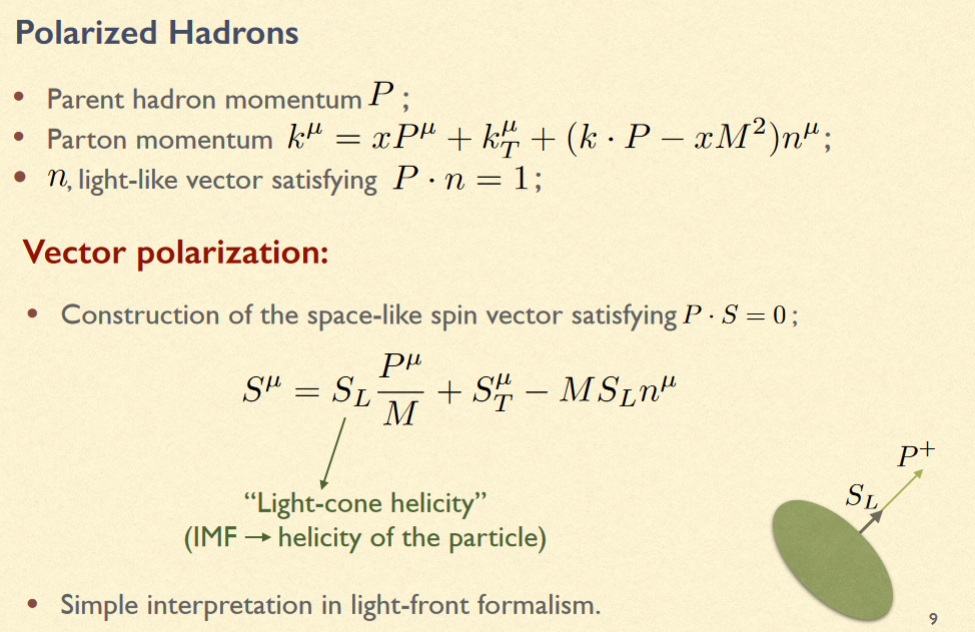 Polarized Hadrons
• Parent hadron momentum P ;
• Parton momentum k^μ = xP^μ + k_T^μ + (k · P − xM²)n^μ;
• n, light-like vector satisfying P · n = 1;
Vector polarization:
• Construction of the space-like spin vector satisfying P · S = 0;
S^μ = S_L P^μ/M + S_T^μ − MS_L n^μ
P⁺
S_L
“Light-cone helicity”
(IMF → helicity of the particle)
• Simple interpretation in light-front formalism.
9